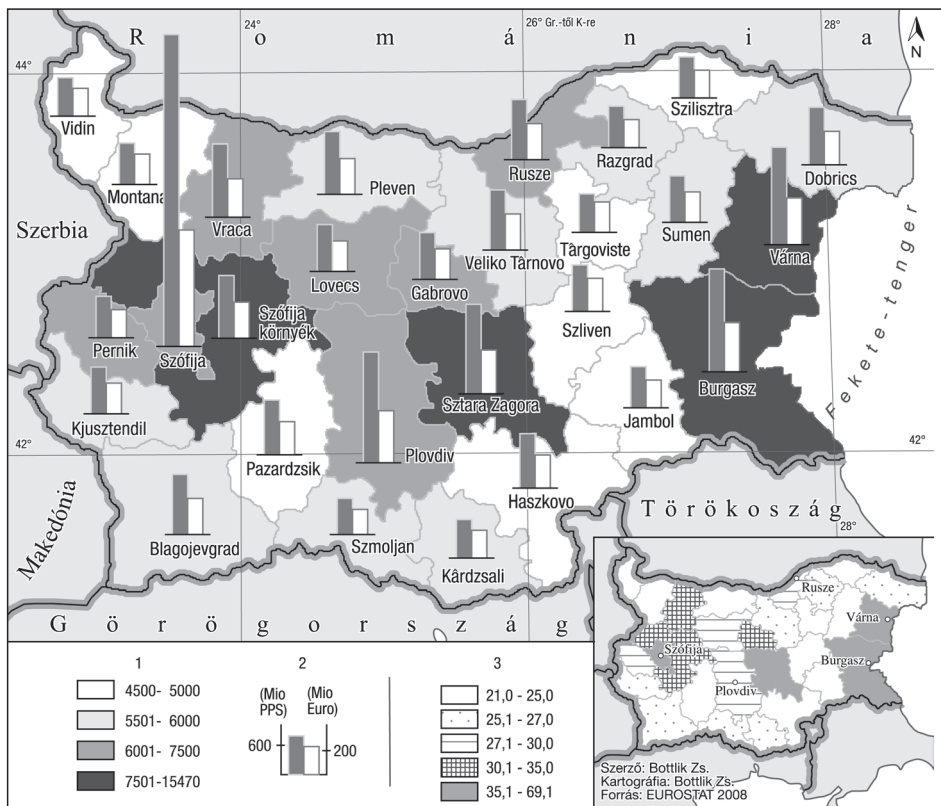 24°
26° Gr.-től K-re
28°
N
R o m á n i a
44°
44°
Vidin
Szilisztra
Montana
Vraca
Pleven
Rusze
Razgrad
Dobrics
Szerbia
Lovecs
Gabrovo
Veliko Târnovo
Târgoviste
Sumen
Várna
Pernik
Szófija
Szófija
környék
Szliven
Kjusztendil
Sztara Zagora
Burgasz
Jambol
Fekete-tenger
42°
42°
Pazardzsik
Plovdiv
Haszkovo
Makedónia
Blagojevgrad
Szmoljan
Kârdzsali
Törökoszág
28°
Görögország
Rusze
Várna
Szófija
Burgasz
Plovdiv
Szerző: Bottlik Zs.
Kartográfia: Bottlik Zs.
Forrás: EUROSTAT 2008
1
4500- 5000
5501- 6000
6001- 7500
7501-15470
2
(Mio
PPS)
(Mio
Euro)
600
200
3
21,0 - 25,0
25,1 - 27,0
27,1 - 30,0
30,1 - 35,0
35,1 - 69,1